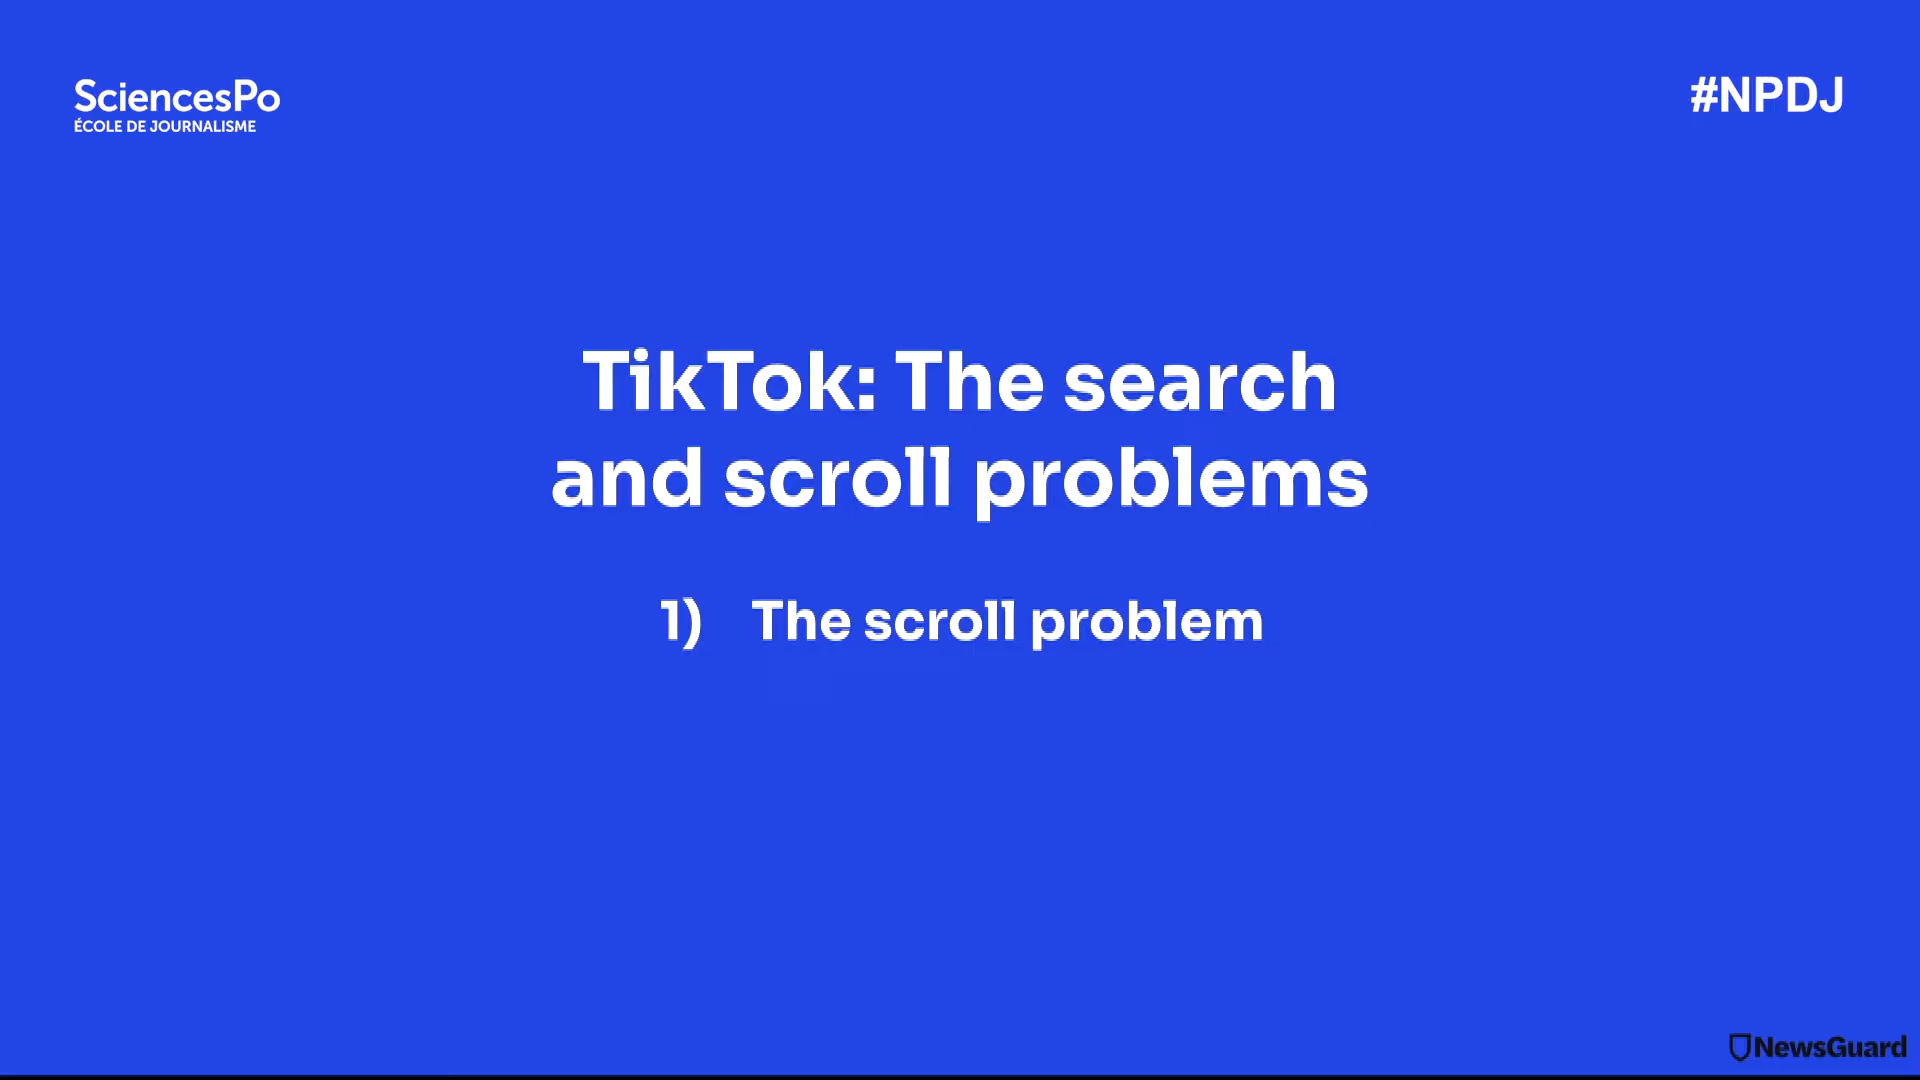 SciencesPo
ÉCOLE DE JOURNALISME
#NPDJ
TikTok: The search
and scroll problems
1) The scroll problem
NewsGuard